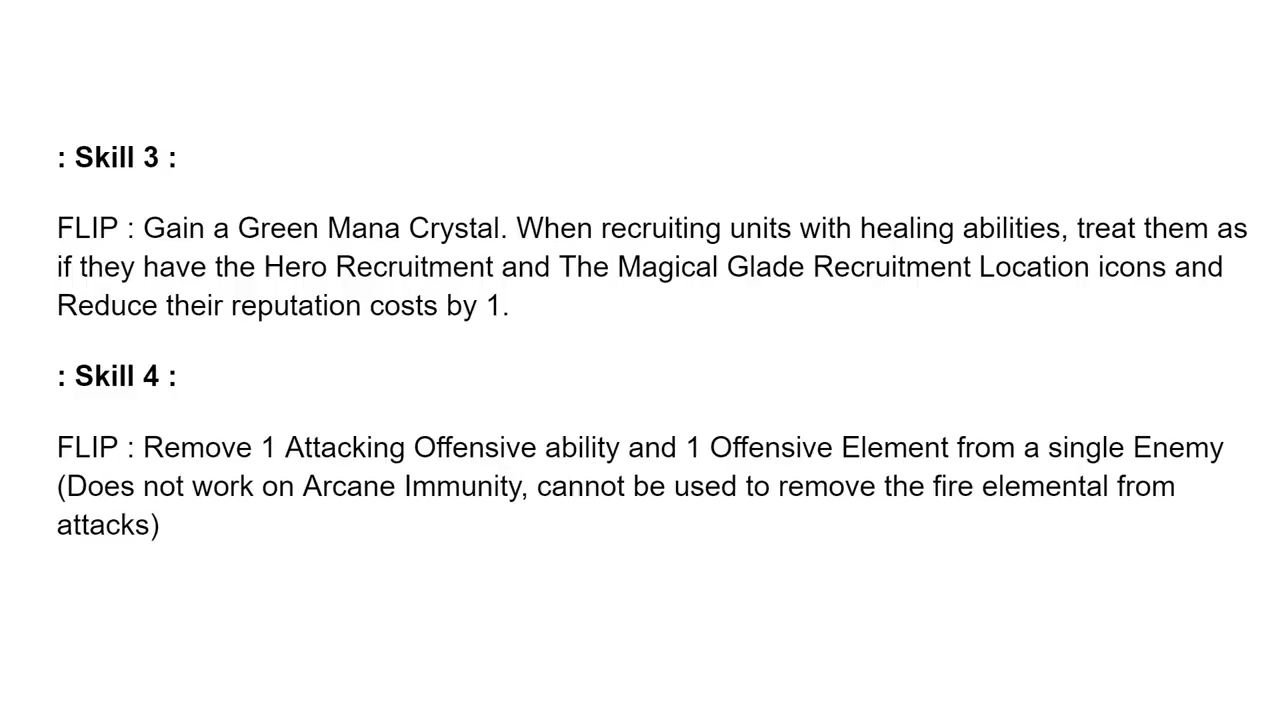 : Skill 3 :
FLIP : Gain a Green Mana Crystal. When recruiting units with healing abilities, treat them as
if they have the Hero Recruitment and The Magical Glade Recruitment Location icons and
Reduce their reputation costs by 1.
: Skill 4 :
FLIP : Remove 1 Attacking Offensive ability and 1 Offensive Element from a single Enemy
(Does not work on Arcane Immunity, cannot be used to remove the fire elemental from
attacks)